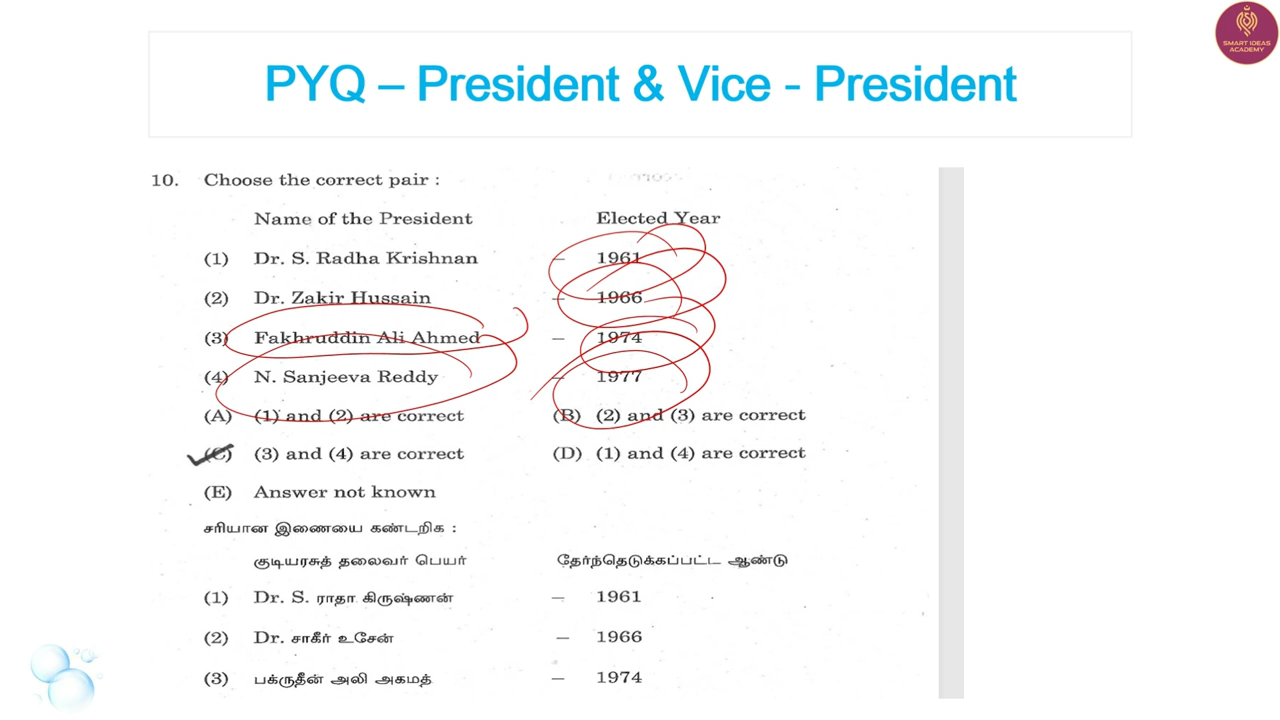 SMART IDEAS
ACADEMY
PYQ – President & Vice - President
10. Choose the correct pair :
Name of the President Elected Year
(1) Dr. S. Radha Krishnan – 1961
(2) Dr. Zakir Hussain – 1966
(3) Fakhruddin Ali Ahmed – 1974
(4) N. Sanjeeva Reddy – 1977
(A) (1) and (2) are correct (B) (2) and (3) are correct
(C) (3) and (4) are correct (D) (1) and (4) are correct
(E) Answer not known
சரியான இணையை கண்டறிக :
குடியரசுத் தலைவர் பெயர் தேர்ந்தெடுக்கப்பட்ட ஆண்டு
(1) Dr. S. ராதா கிருஷ்ணன் – 1961
(2) Dr. சாகீர் உசேன் – 1966
(3) பக்ருதீன் அலி அகமத் – 1974